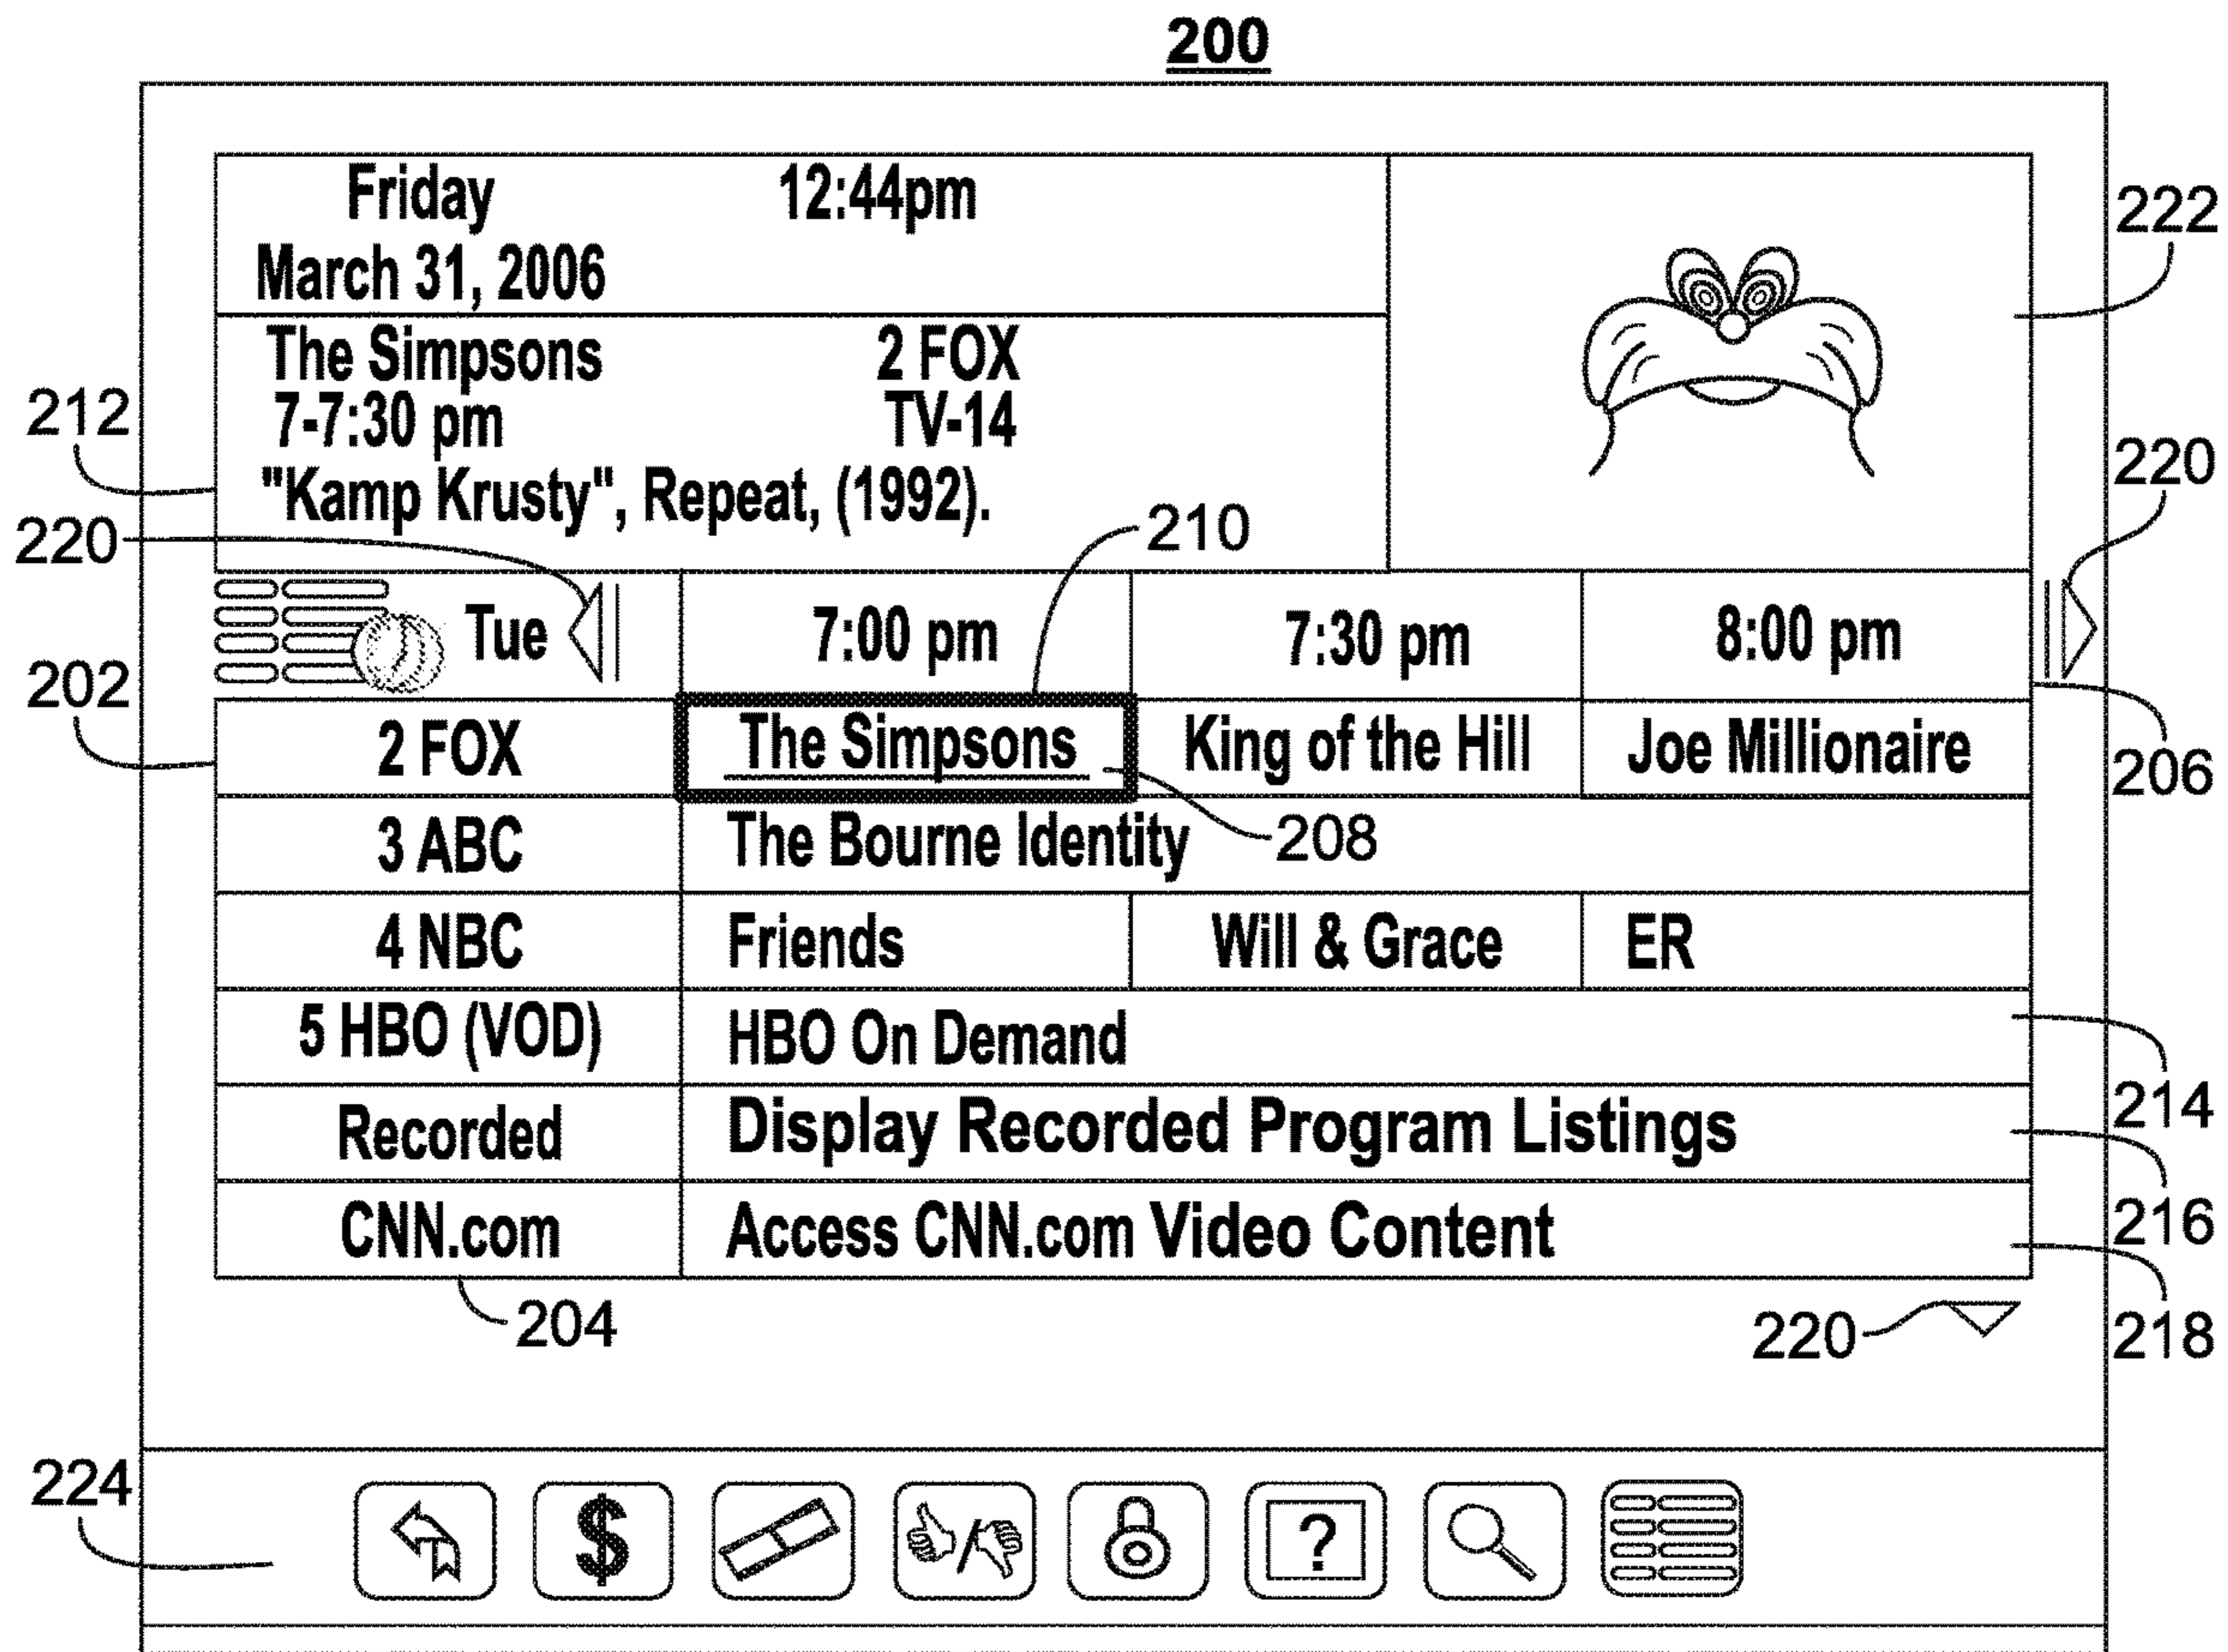 200
Friday 12:44pm
March 31, 2006
222
The Simpsons 2 FOX
212 7-7:30 pm TV-14
220
"Kamp Krusty", Repeat, (1992).
220 210
Tue 7:00 pm 7:30 pm 8:00 pm
202
2 FOX The Simpsons King of the Hill Joe Millionaire
206
3 ABC The Bourne Identity 208
4 NBC Friends Will & Grace ER
5 HBO (VOD) HBO On Demand
214
Recorded Display Recorded Program Listings
216
CNN.com Access CNN.com Video Content
204 220 218
224
$ / ?